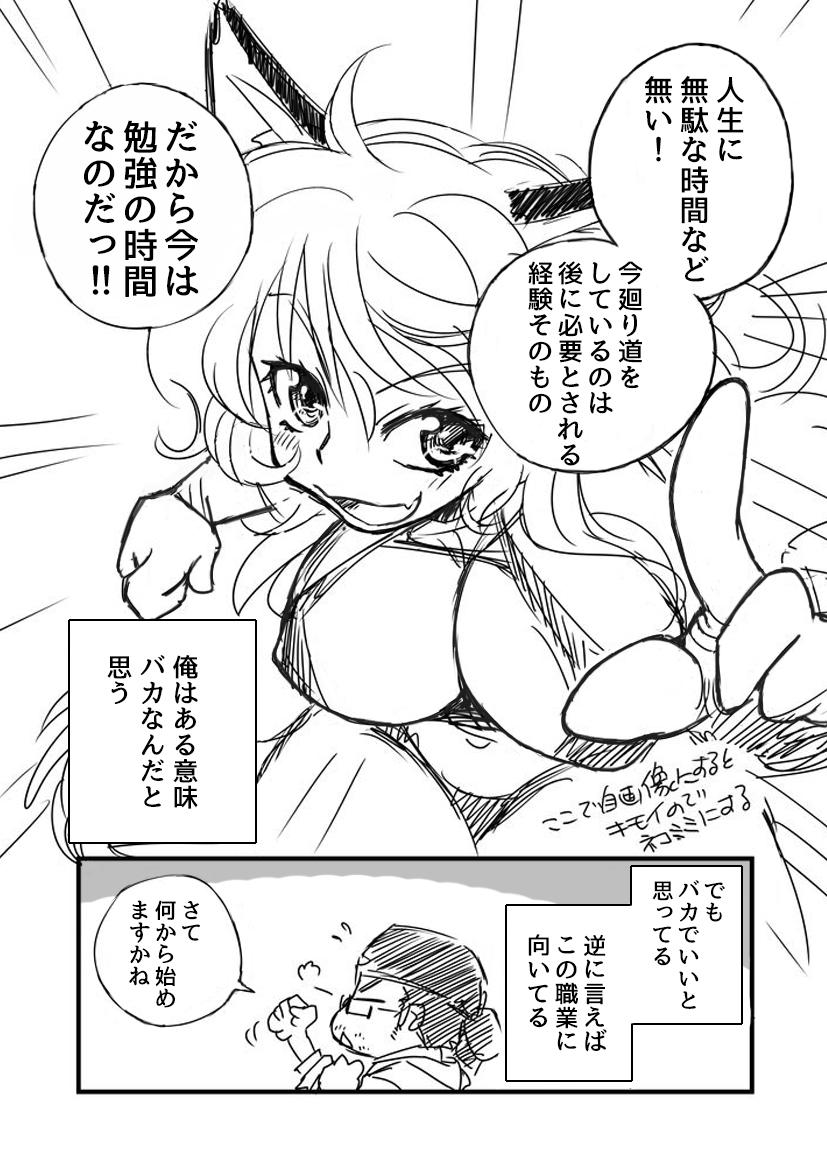 人生に
無駄な時間など
無い！
今廻り道を
しているのは
後に必要とされる
経験そのもの
だから今は
勉強の時間
なのだっ!!
ここで自画像にすると
キモイので
ネコミミにする
俺はある意味
バカなんだと
思う
でも
バカでいいと
思ってる
逆に言えば
この職業に
向いてる
さて
何から始め
ますかね